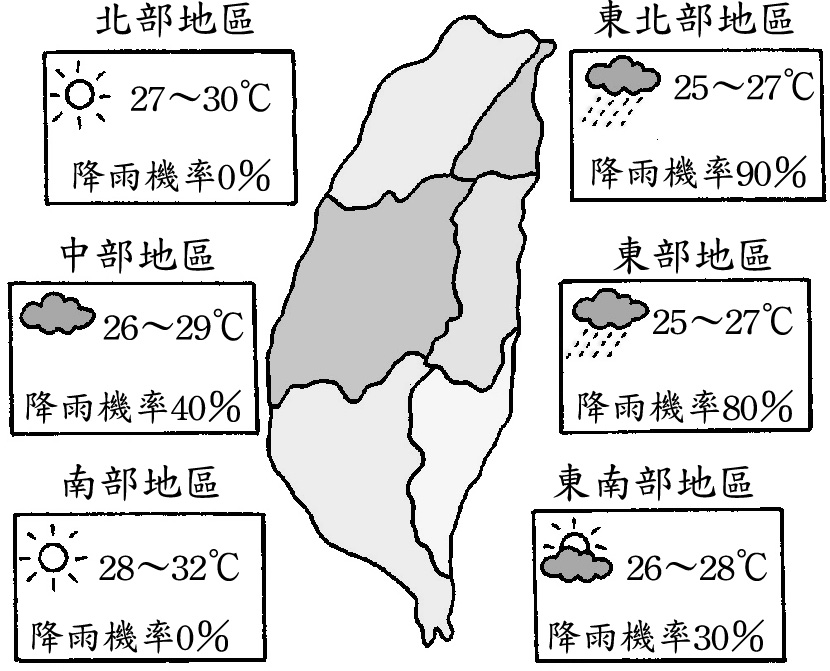 北部地區
27～30℃
降雨機率0%
東北部地區
25～27℃
降雨機率90%
中部地區
26～29℃
降雨機率40%
東部地區
25～27℃
降雨機率80%
南部地區
28～32℃
降雨機率0%
東南部地區
26～28℃
降雨機率30%